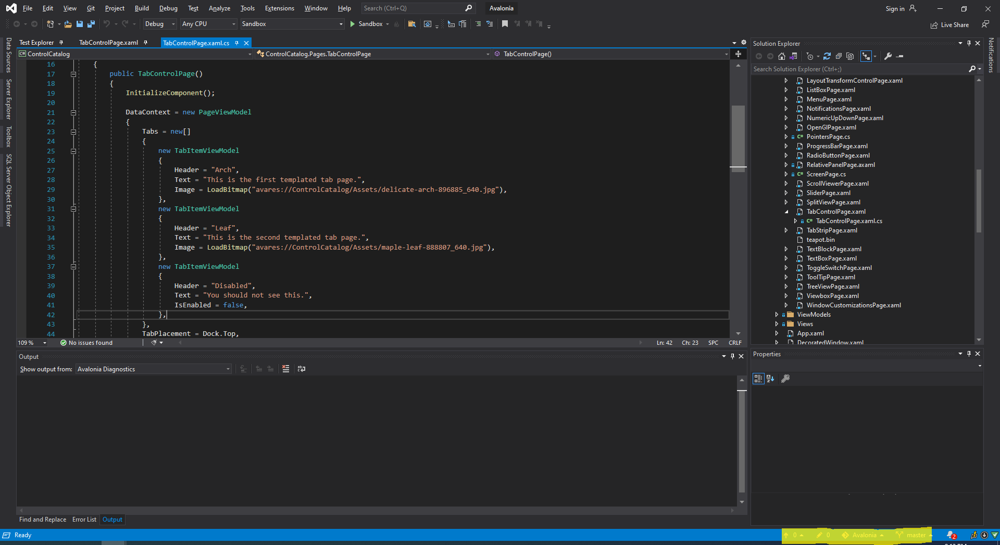 File Edit View Git Project Build Debug Test Analyze Tools Extensions Window Help Search (Ctrl+Q) Avalonia Sign in
Debug Any CPU Sandbox Sandbox Live Share
Data Sources
Server Explorer
Toolbox
SQL Server Object Explorer
Test Explorer TabControlPage.xaml TabControlPage.xaml.cs
C# ControlCatalog ControlCatalog.Pages.TabControlPage TabControlPage()
16 {
17 public TabControlPage()
18 {
19 InitializeComponent();
20
21 DataContext = new PageViewModel
22 {
23 Tabs = new[]
24 {
25 new TabItemViewModel
26 {
27 Header = "Arch",
28 Text = "This is the first templated tab page.",
29 Image = LoadBitmap("avares://ControlCatalog/Assets/delicate-arch-896885_640.jpg"),
30 },
31 new TabItemViewModel
32 {
33 Header = "Leaf",
34 Text = "This is the second templated tab page.",
35 Image = LoadBitmap("avares://ControlCatalog/Assets/maple-leaf-888807_640.jpg"),
36 },
37 new TabItemViewModel
38 {
39 Header = "Disabled",
40 Text = "You should not see this.",
41 IsEnabled = false,
42 },
43 },
44 TabPlacement = Dock.Top,
109 % No issues found Ln: 42 Ch: 23 SPC CRLF
Output
Show output from: Avalonia Diagnostics
Find and Replace Error List Output
Solution Explorer
Search Solution Explorer (Ctrl+;)
LayoutTransformControlPage.xaml
ListBoxPage.xaml
MenuPage.xaml
NotificationsPage.xaml
NumericUpDownPage.xaml
OpenGlPage.xaml
C# PointersPage.cs
ProgressBarPage.xaml
RadioButtonPage.xaml
RelativePanelPage.axaml
C# ScreenPage.cs
ScrollViewerPage.xaml
SliderPage.xaml
SplitViewPage.xaml
TabControlPage.xaml
C# TabControlPage.xaml.cs
TabStripPage.xaml
teapot.bin
TextBlockPage.xaml
TextBoxPage.xaml
ToggleSwitchPage.xaml
ToolTipPage.xaml
TreeViewPage.xaml
ViewboxPage.xaml
WindowCustomizationsPage.xaml
ViewModels
Views
App.xaml
DecoratedWindow.xaml
Properties
Notifications
Ready 0 0 Avalonia master 2